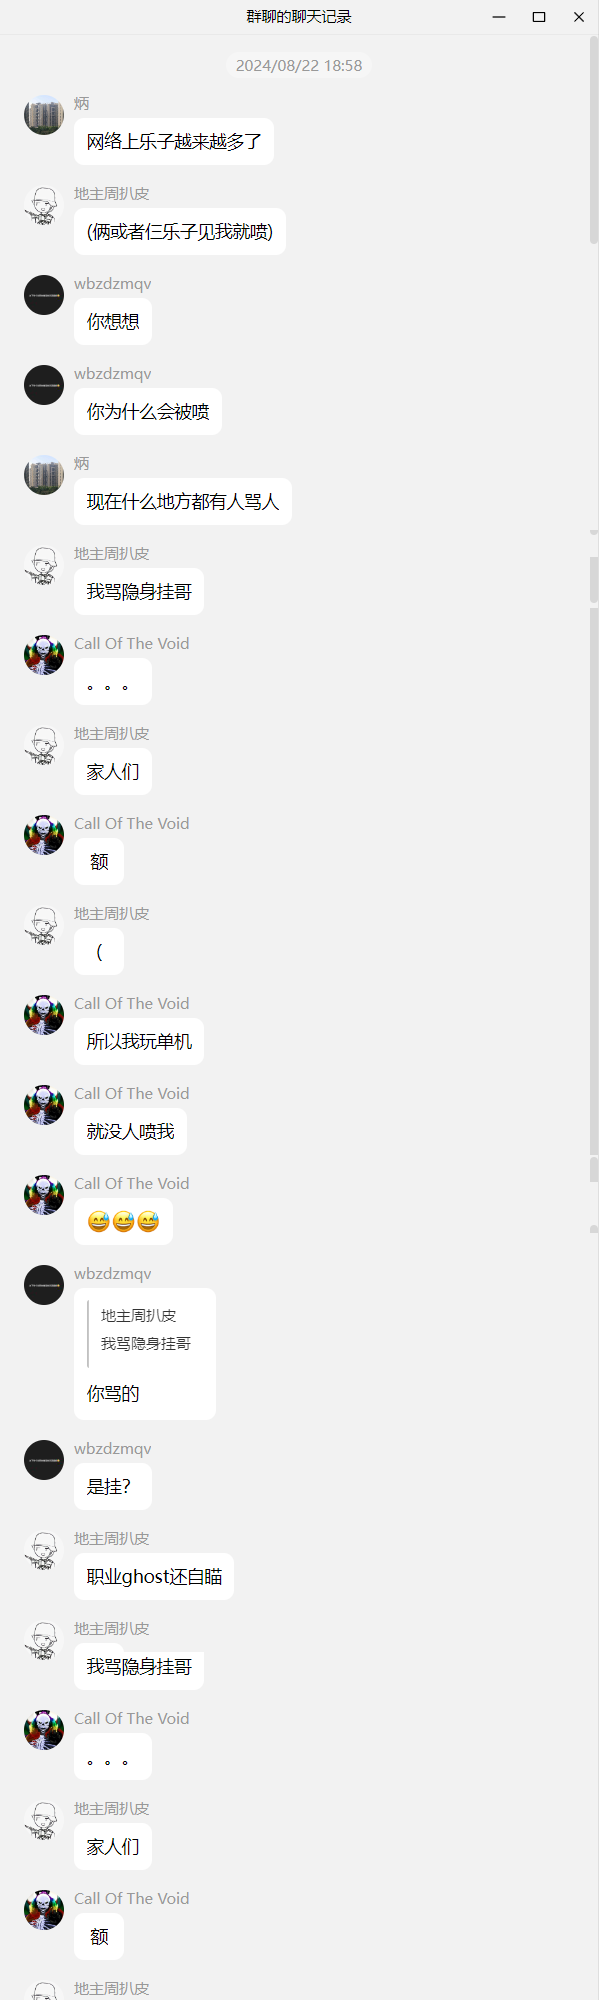 群聊的聊天记录
2024/08/22 18:58
炳
网络上乐子越来越多了
地主周扒皮
(俩或者仨乐子见我就喷)
wbzdzmqv
你想想
wbzdzmqv
你为什么会被喷
炳
现在什么地方都有人骂人
地主周扒皮
我骂隐身挂哥
Call Of The Void
。。。
地主周扒皮
家人们
Call Of The Void
额
地主周扒皮
（
Call Of The Void
所以我玩单机
Call Of The Void
就没人喷我
Call Of The Void
😅😅😅
wbzdzmqv
地主周扒皮
我骂隐身挂哥
你骂的
wbzdzmqv
是挂？
地主周扒皮
职业ghost还自瞄
地主周扒皮
我骂隐身挂哥
Call Of The Void
。。。
地主周扒皮
家人们
Call Of The Void
额
地主周扒皮